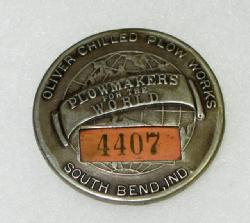 OLIVER CHILLED PLOW WORKS
PLOWMAKERS
FOR THE
WORLD
4407
SOUTH BEND, IND.